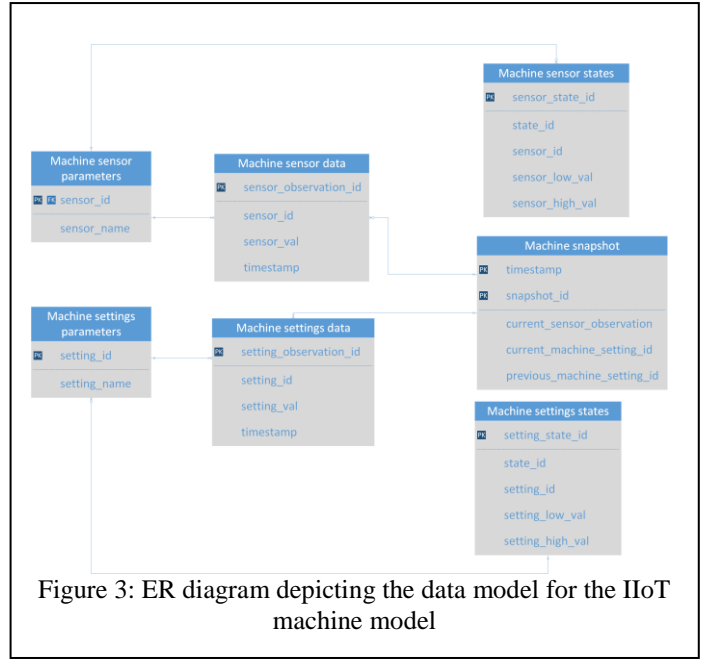 Machine sensor states
PK sensor_state_id
state_id
sensor_id
sensor_low_val
sensor_high_val
Machine sensor
parameters
PK FK sensor_id
sensor_name
Machine sensor data
PK sensor_observation_id
sensor_id
sensor_val
timestamp
Machine snapshot
PK timestamp
PK snapshot_id
current_sensor_observation
current_machine_setting_id
previous_machine_setting_id
Machine settings
parameters
PK setting_id
setting_name
Machine settings data
PK setting_observation_id
setting_id
setting_val
timestamp
Machine settings states
PK setting_state_id
state_id
setting_id
setting_low_val
setting_high_val
Figure 3: ER diagram depicting the data model for the IIoT
machine model